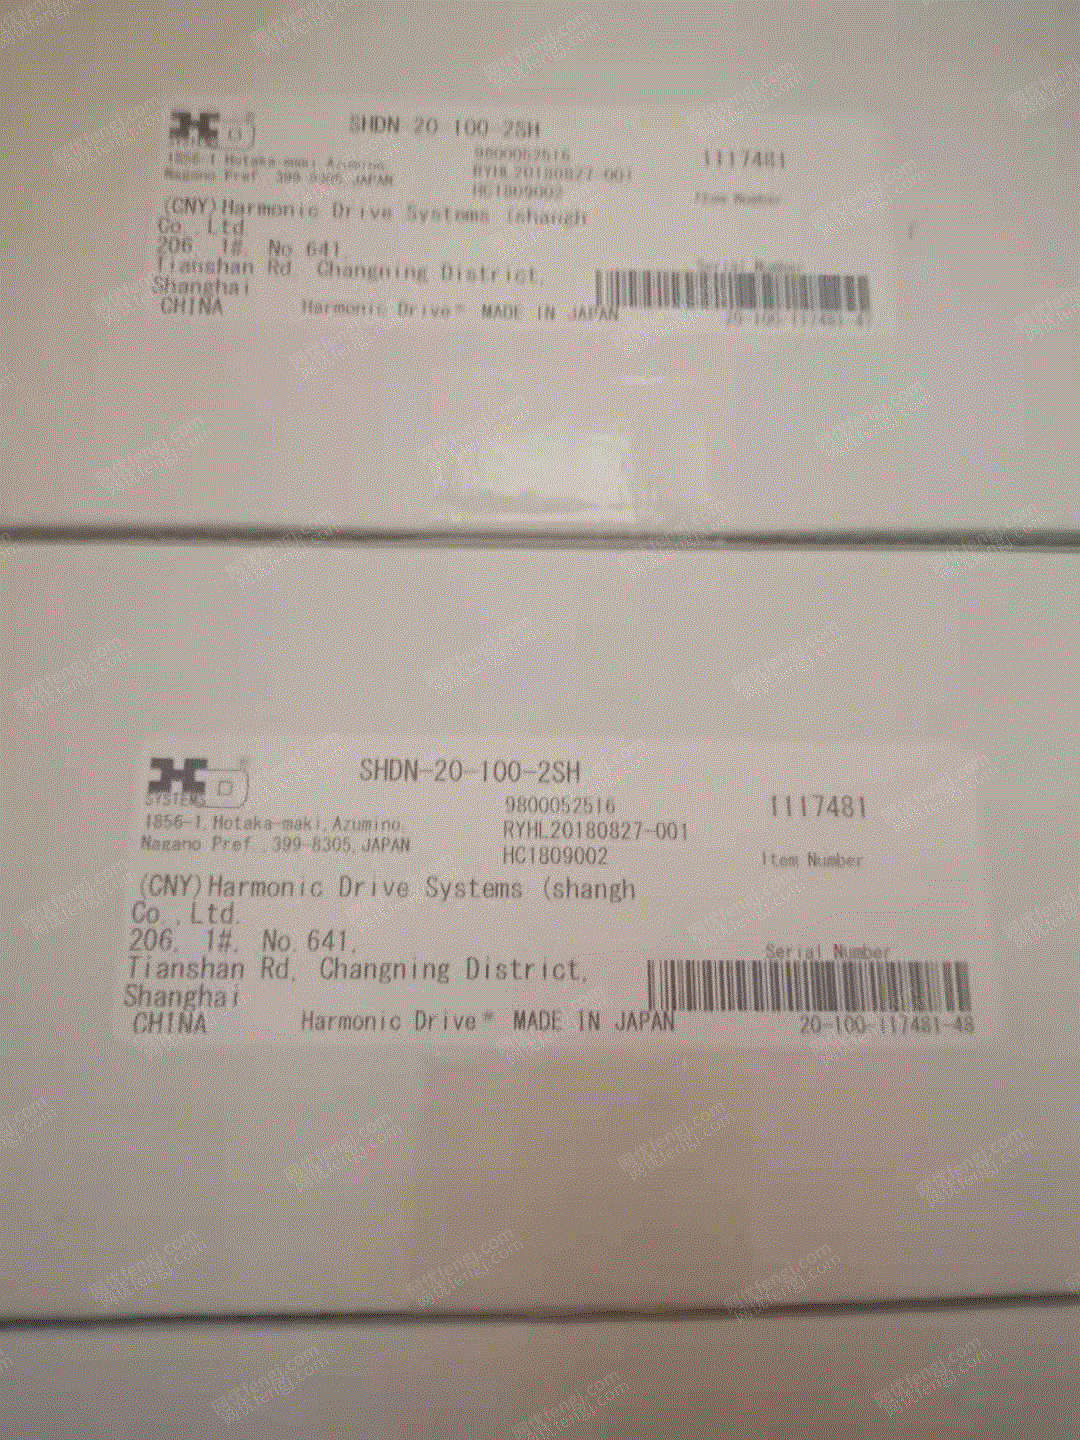 SHDN-20-100-2SH
SYSTEMS
9800052516
1117481
1856-1, Hotaka-maki, Azumino,
RYHL20180827-001
Nagano Pref., 399-8305, JAPAN
HC1809002
Item Number
(CNY)Harmonic Drive Systems (shangh
Co., Ltd.
206, 1#, No.641,
Tianshan Rd, Changning District,
Serial Number
Shanghai
CHINA
Harmonic Drive® MADE IN JAPAN
SHDN-20-100-2SH
SYSTEMS
9800052516
1117481
1856-1, Hotaka-maki, Azumino,
RYHL20180827-001
Nagano Pref., 399-8305, JAPAN
HC1809002
Item Number
(CNY)Harmonic Drive Systems (shangh
Co., Ltd.
206, 1#, No.641,
Tianshan Rd, Changning District,
Serial Number
Shanghai
CHINA
Harmonic Drive® MADE IN JAPAN
20-100-117481-48